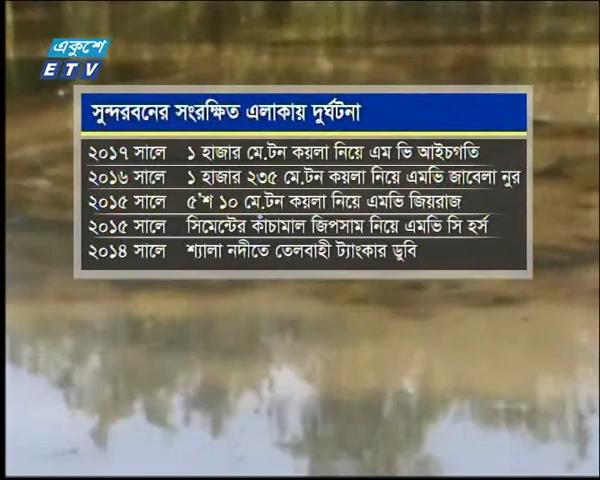 একুশে
ETV
সুন্দরবনের সংরক্ষিত এলাকায় দুর্ঘটনা
২০১৭ সালে ১ হাজার মে.টন কয়লা নিয়ে এম ভি আইচগতি
২০১৬ সালে ১ হাজার ২৩৫ মে.টন কয়লা নিয়ে এমভি জাবেলা নুর
২০১৫ সালে ৫'শ ১০ মে.টন কয়লা নিয়ে এমভি জিয়রাজ
২০১৫ সালে সিমেন্টের কাঁচামাল জিপসাম নিয়ে এমভি সি হর্স
২০১৪ সালে শ্যালা নদীতে তেলবাহী ট্যাংকার ডুবি